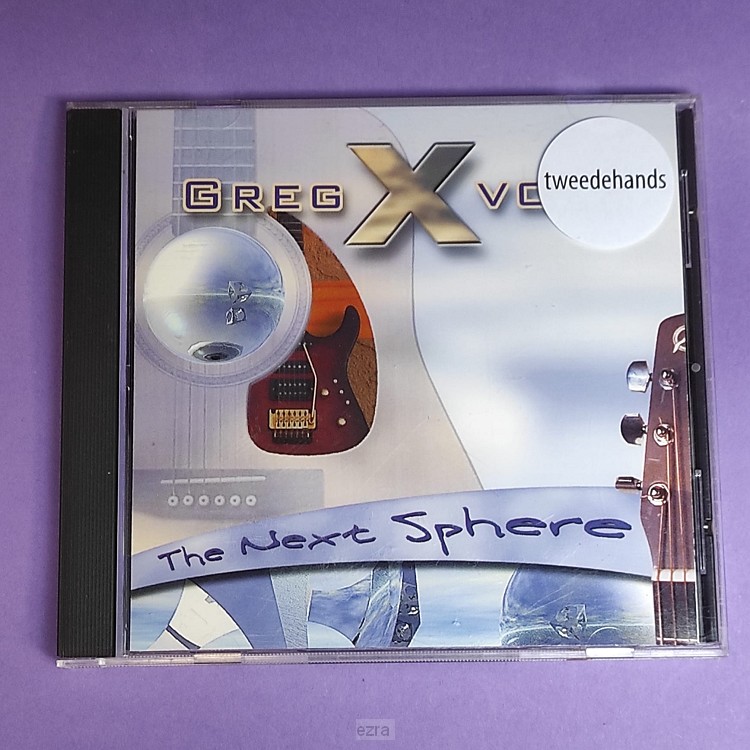 GREG X VO
tweedehands
The Next Sphere
ezra